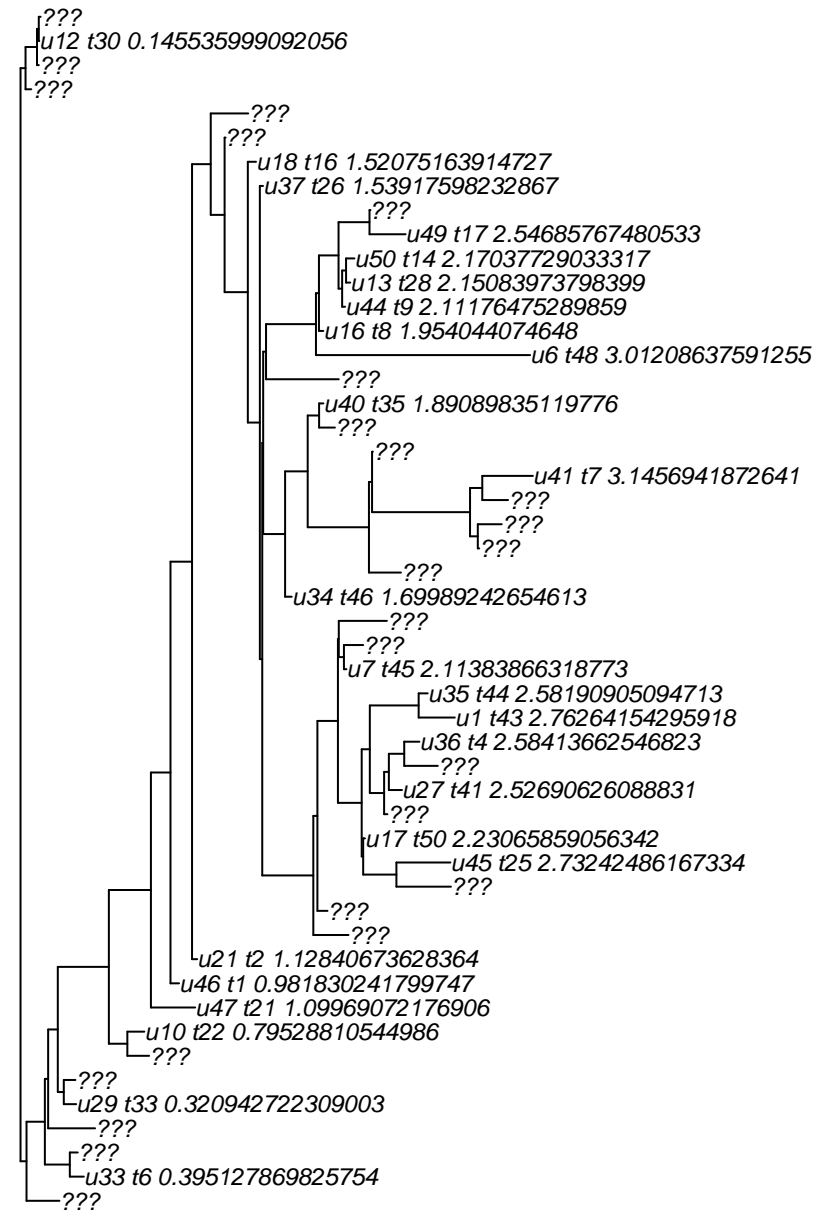 ???
u12 t30 0.145535999092056
???
???
???
???
u18 t16 1.52075163914727
u37 t26 1.53917598232867
???
u49 t17 2.54685767480533
u50 t14 2.17037729033317
u13 t28 2.15083973798399
u44 t9 2.11176475289859
u16 t8 1.954044074648
u6 t48 3.01208637591255
???
u40 t35 1.89089835119776
???
???
u41 t7 3.1456941872641
???
???
???
???
u34 t46 1.69989242654613
???
???
u7 t45 2.11383866318773
u35 t44 2.58190905094713
u1 t43 2.76264154295918
u36 t4 2.58413662546823
???
u27 t41 2.52690626088831
???
u17 t50 2.23065859056342
u45 t25 2.73242486167334
???
???
???
u21 t2 1.12840673628364
u46 t1 0.981830241799747
u47 t21 1.09969072176906
u10 t22 0.79528810544986
???
???
u29 t33 0.320942722309003
???
???
u33 t6 0.395127869825754
???